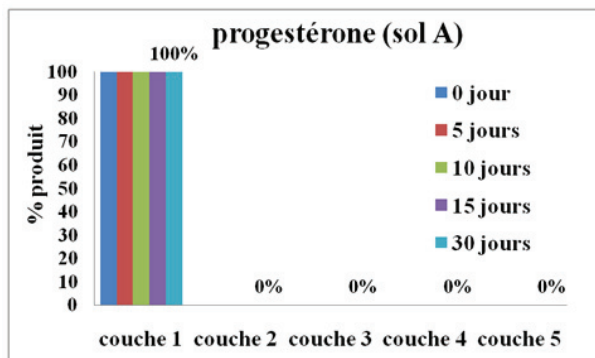 progestérone (sol A)
100%
100
90
80
70
60
50
40
30
20
10
0
% produit
0 jour
5 jours
10 jours
15 jours
30 jours
0% 0% 0% 0%
couche 1 couche 2 couche 3 couche 4 couche 5